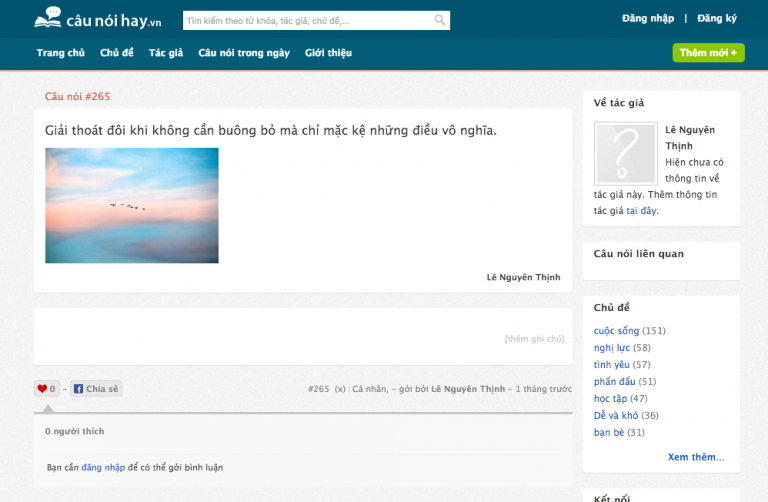 câu nói hay.vn
Tìm kiếm theo từ khóa, tác giả, chủ đề,...
Đăng nhập | Đăng ký
Trang chủ Chủ đề Tác giả Câu nói trong ngày Giới thiệu
Thêm mới +
Câu nói #265
Giải thoát đôi khi không cần buông bỏ mà chỉ mặc kệ những điều vô nghĩa.
Lê Nguyên Thịnh
[thêm ghi chú]
0 – Chia sẻ
#265 (x) | Cá nhân, – gởi bởi Lê Nguyên Thịnh – 1 tháng trước
0 người thích
Bạn cần đăng nhập để có thể gởi bình luận
Về tác giả
Lê Nguyên
Thịnh
Hiện chưa có
thông tin về
tác giả này. Thêm thông tin
tác giả tại đây.
Câu nói liên quan
Chủ đề
cuộc sống (151)
nghị lực (58)
tình yêu (57)
phấn đấu (51)
học tập (47)
Dễ và khó (36)
bạn bè (31)
Xem thêm...
Kết nối